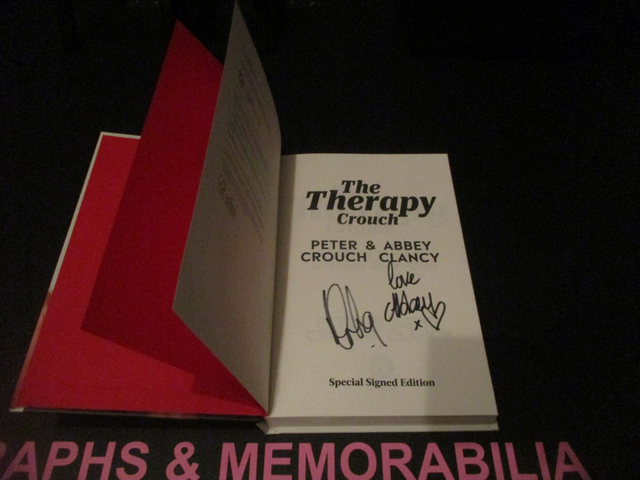 The
Therapy
Crouch
PETER & ABBEY
CROUCH CLANCY
love
Abbey
x
Special Signed Edition
RAPHS & MEMORABILIA